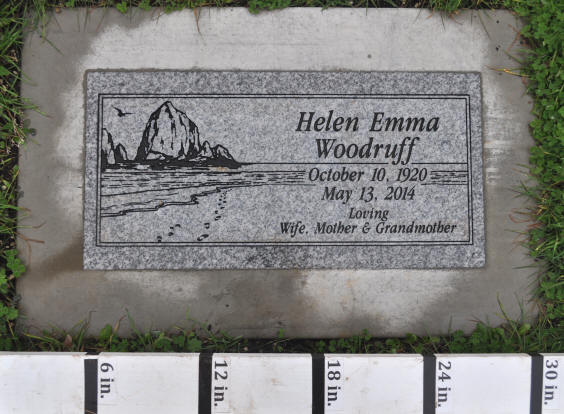 Helen Emma
Woodruff
October 10, 1920
May 13, 2014
Loving
Wife, Mother & Grandmother
6 in.
12 in.
18 in.
24 in.
30 in.